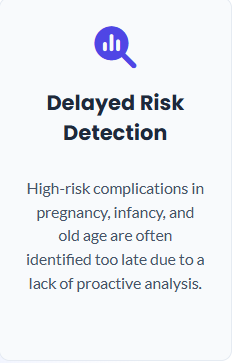 Delayed Risk
Detection
High-risk complications in
pregnancy, infancy, and
old age are often
identified too late due to a
lack of proactive analysis.